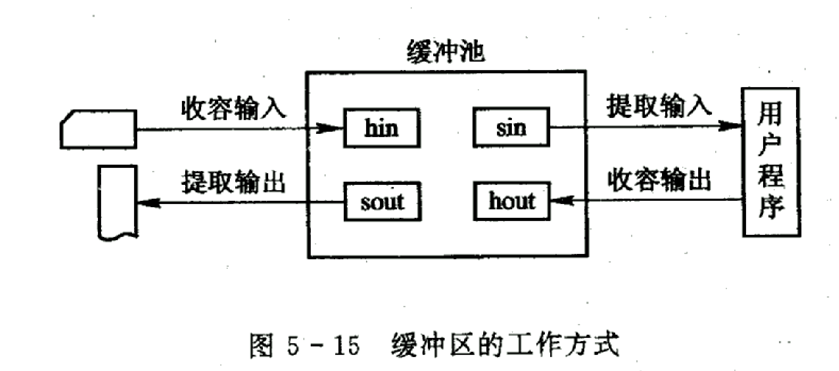 缓冲池
收容输入
hin
sin
提取输入
提取输出
sout
hout
收容输出
用户程序
图 5-15 缓冲区的工作方式